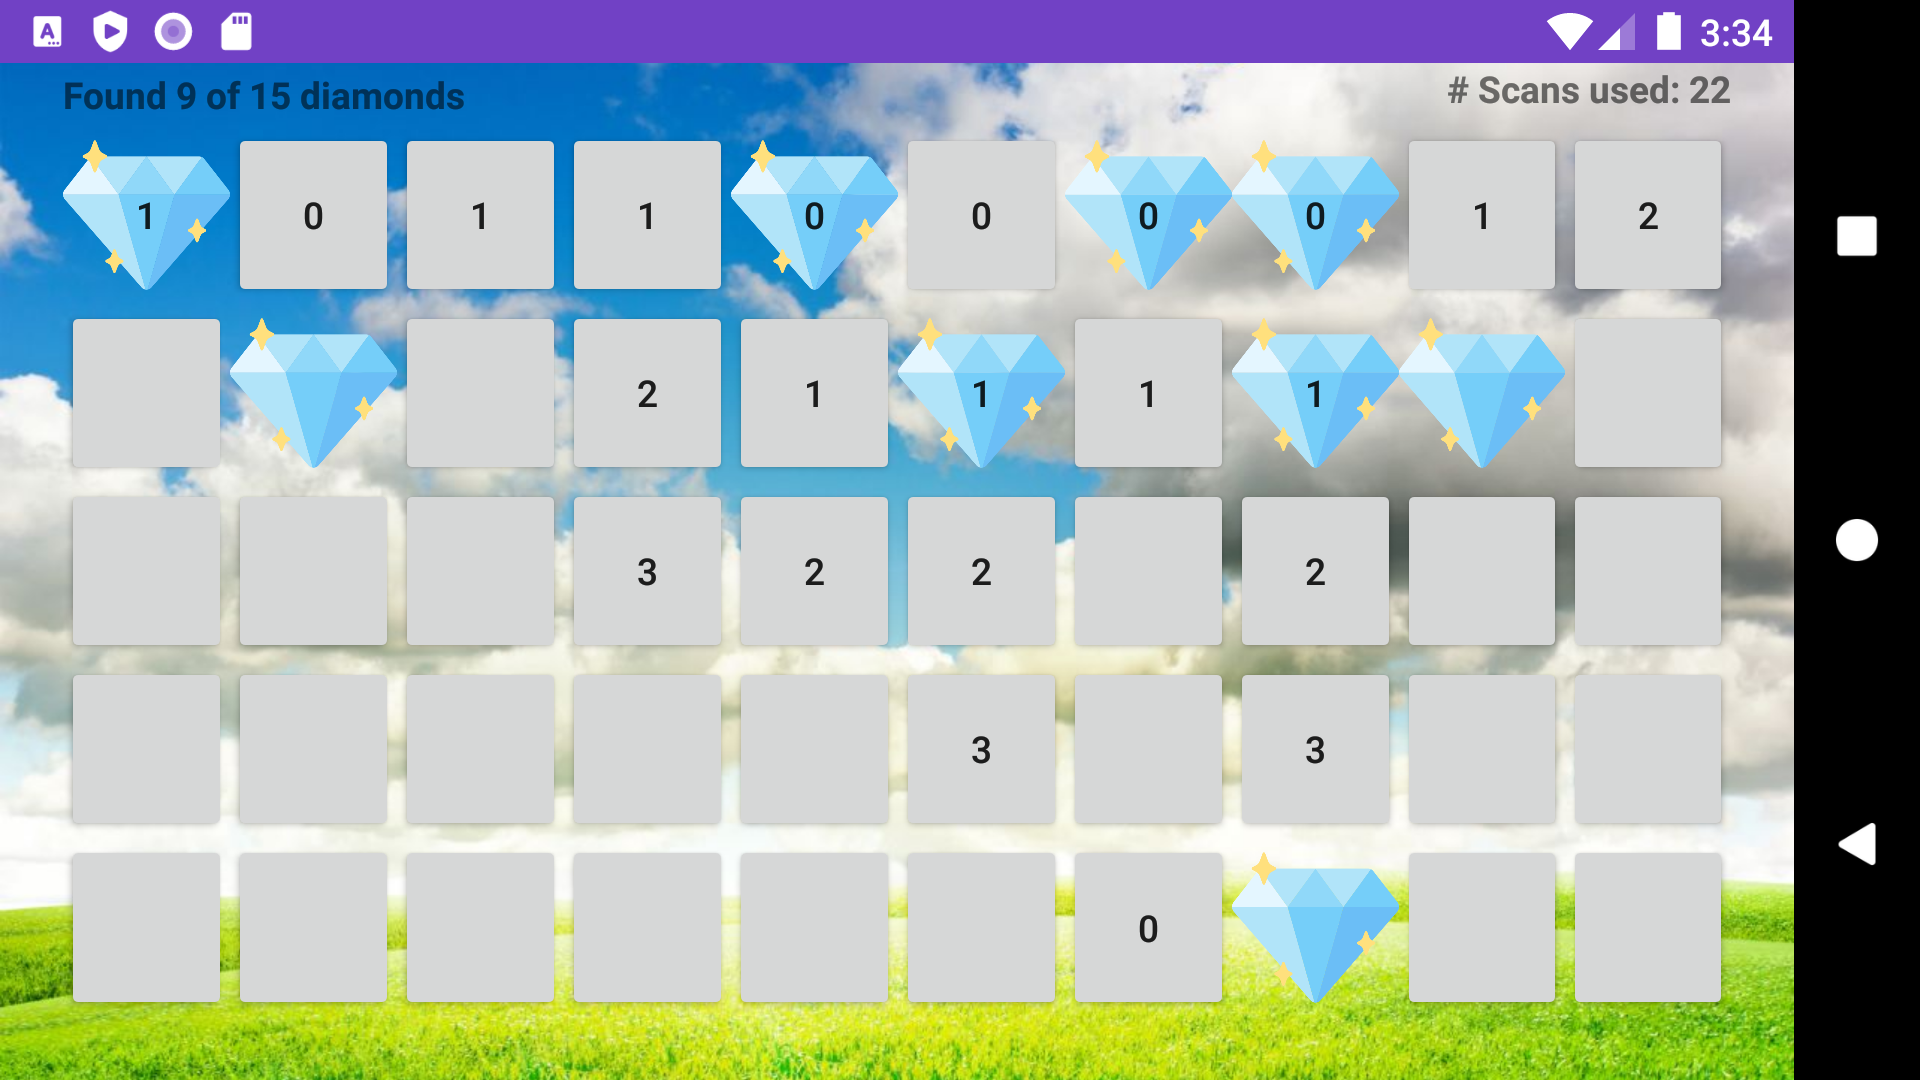 3:34
Found 9 of 15 diamonds
# Scans used: 22
1 0 1 1 0 0 0 0 1 2
2 1 1 1 1
3 2 2 2
3 3
0